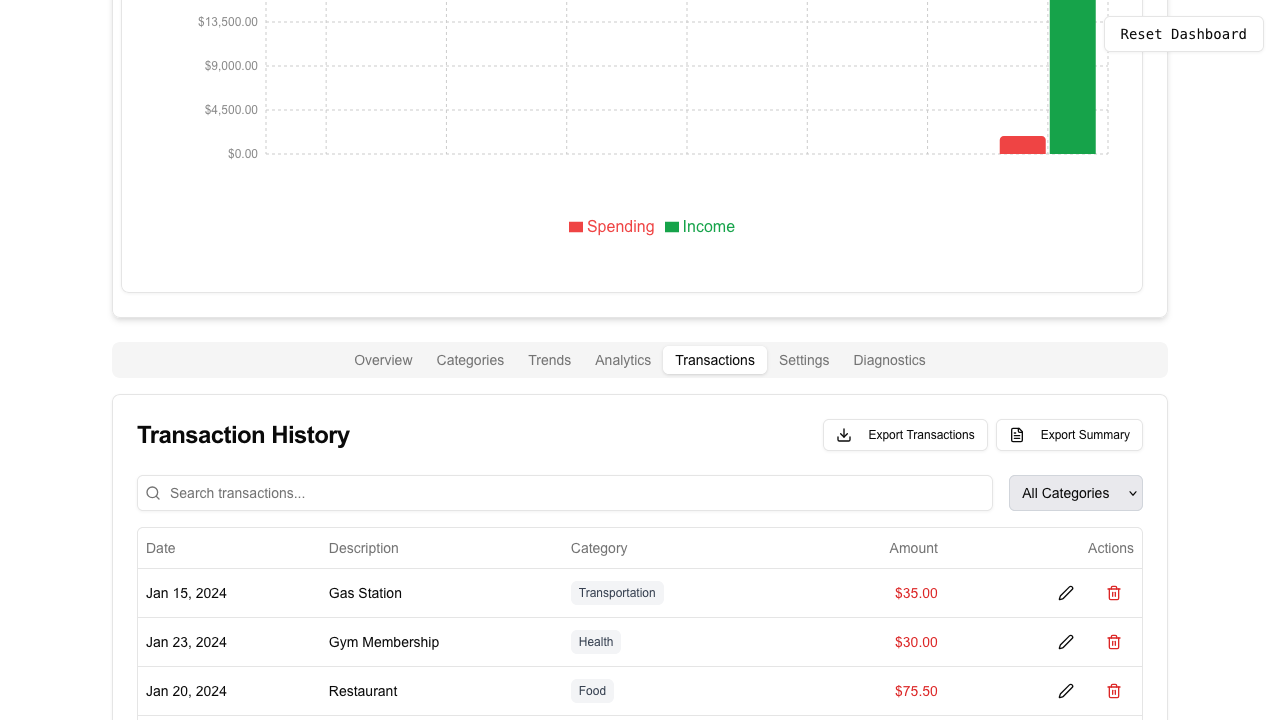 Reset Dashboard
$13,500.00
$9,000.00
$4,500.00
$0.00
Spending Income
Overview Categories Trends Analytics Transactions Settings Diagnostics
Transaction History
Export Transactions Export Summary
Search transactions... All Categories
Date Description Category Amount Actions
Jan 15, 2024 Gas Station Transportation $35.00
Jan 23, 2024 Gym Membership Health $30.00
Jan 20, 2024 Restaurant Food $75.50